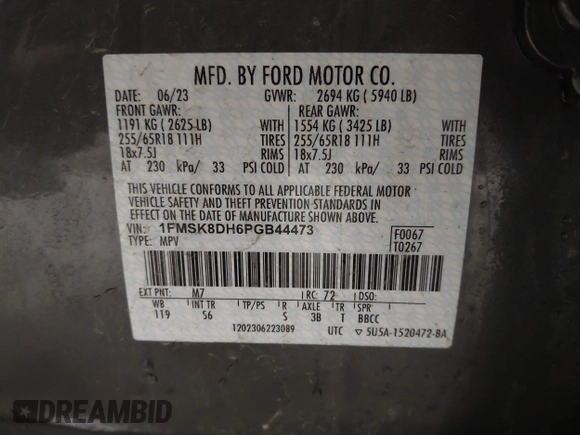 MFD. BY FORD MOTOR CO.
DATE: 06/23 GVWR: 2694 KG ( 5940 LB)
FRONT GAWR: REAR GAWR:
1191 KG ( 2625 LB) WITH 1554 KG ( 3425 LB) WITH
255/65R18 111H TIRES 255/65R18 111H TIRES
18x7.5J RIMS 18x7.5J RIMS
AT 230 kPa/ 33 PSI COLD AT 230 kPa/ 33 PSI COLD
THIS VEHICLE CONFORMS TO ALL APPLICABLE FEDERAL MOTOR
VEHICLE SAFETY AND THEFT PREVENTION STANDARDS IN
EFFECT ON THE DATE OF MANUFACTURE SHOWN ABOVE.
VIN: 1FMSK8DH6PGB44473 F0067
TYPE: MPV T0267
EXT PNT: M7 RC: 72 DSO:
WB INT TR TP/PS R AXLE TR SPR
119 S6 S 3B T BBCC
1202306223089 UTC 5U5A-1520472-BA
DREAMBID